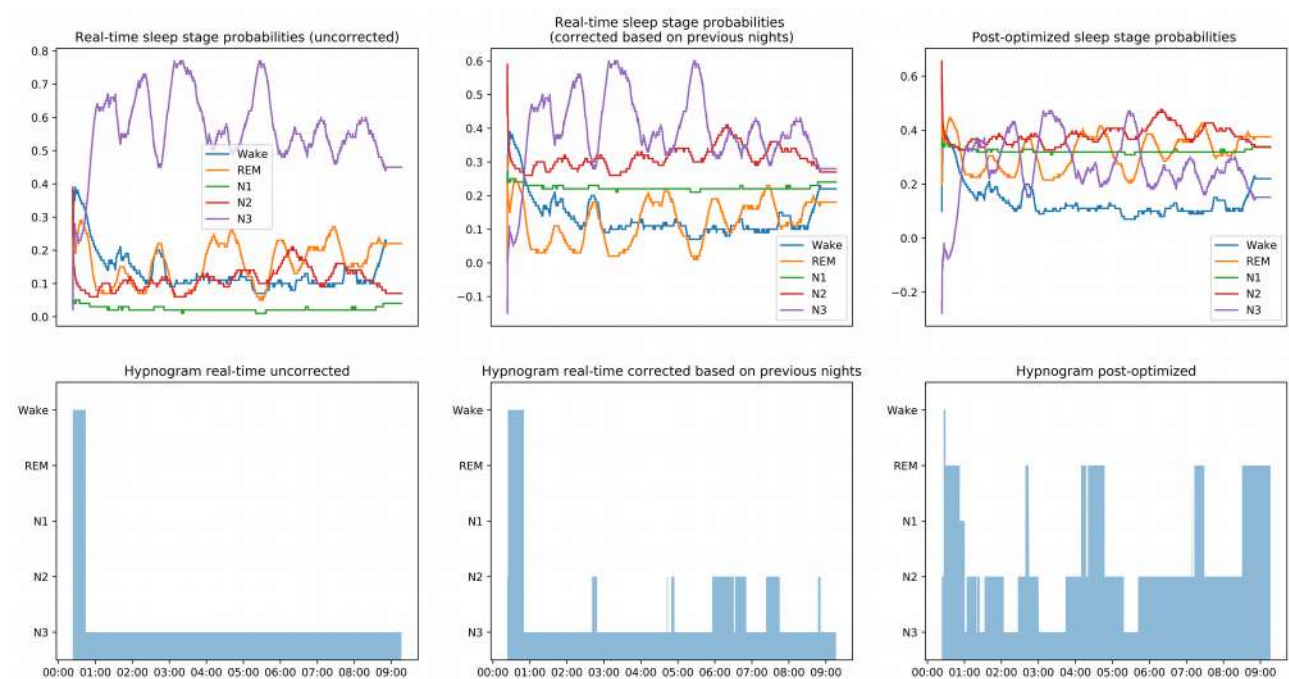 Real-time sleep stage probabilities (uncorrected)
0.8
0.7
0.6
0.5
0.4
0.3
0.2
0.1
0.0
Wake
REM
N1
N2
N3
Real-time sleep stage probabilities
(corrected based on previous nights)
0.6
0.5
0.4
0.3
0.2
0.1
0.0
−0.1
Wake
REM
N1
N2
N3
Post-optimized sleep stage probabilities
0.6
0.4
0.2
0.0
−0.2
Wake
REM
N1
N2
N3
Hypnogram real-time uncorrected
Wake
REM
N1
N2
N3
00:00 01:00 02:00 03:00 04:00 05:00 06:00 07:00 08:00 09:00
Hypnogram real-time corrected based on previous nights
Wake
REM
N1
N2
N3
00:00 01:00 02:00 03:00 04:00 05:00 06:00 07:00 08:00 09:00
Hypnogram post-optimized
Wake
REM
N1
N2
N3
00:00 01:00 02:00 03:00 04:00 05:00 06:00 07:00 08:00 09:00